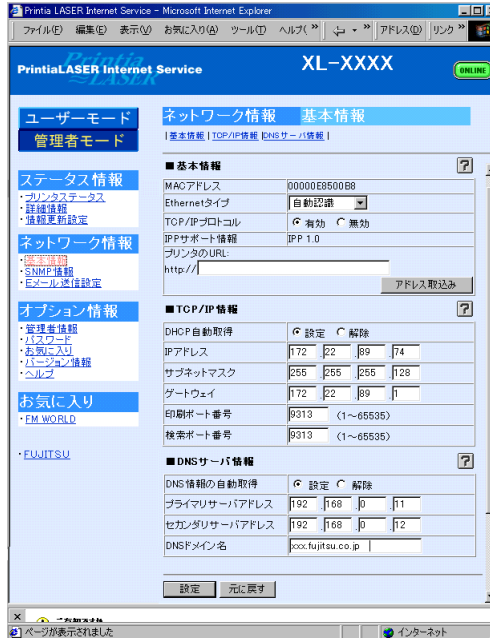 Printia LASER Internet Service - Microsoft Internet Explorer
ファイル(F) 編集(E) 表示(V) お気に入り(A) ツール(T) ヘルプ( » » アドレス(D) リンク »
PrintiaLASER Internet Service
XL-XXXX
ONLINE
ユーザーモード
管理者モード
ステータス情報
・プリンタステータス
・詳細情報
・情報更新設定
ネットワーク情報
・基本情報
・SNMP情報
・Eメール送信設定
オプション情報
・管理者情報
・パスワード
・お気に入り
・バージョン情報
・ヘルプ
お気に入り
・FM WORLD
・FUJITSU
ネットワーク情報 基本情報
| 基本情報 | TCP/IP情報 | DNSサーバ情報 |
■基本情報 ?
MACアドレス 00000E8500B8
Ethernetタイプ 自動認識
TCP/IPプロトコル 有効 無効
IPPサポート情報 IPP 1.0
プリンタのURL:
http://
アドレス取込み
■TCP/IP情報 ?
DHCP自動取得 設定 解除
IPアドレス 172 .22 .89 .74
サブネットマスク 255 .255 .255 .128
ゲートウェイ 172 .22 .89 .1
印刷ポート番号 9313 (1～65535)
検索ポート番号 9313 (1～65535)
■DNSサーバ情報 ?
DNS情報の自動取得 設定 解除
プライマリサーバアドレス 192 .168 .0 .11
セカンダリサーバアドレス 192 .168 .0 .12
DNSドメイン名 xxx.fujitsu.co.jp
設定 元に戻す
ページが表示されました インターネット